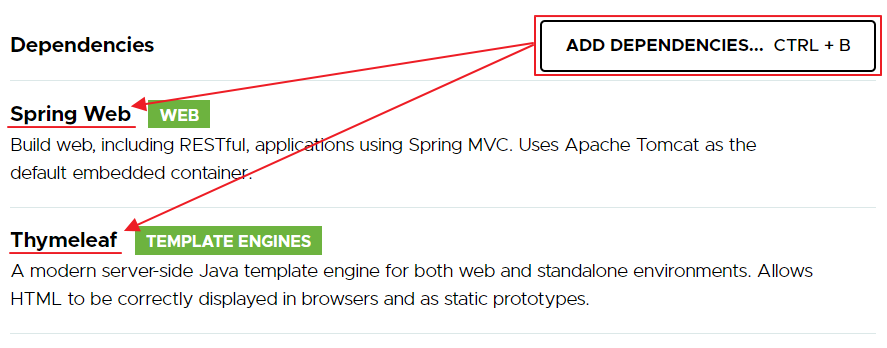 Dependencies
ADD DEPENDENCIES... CTRL + B
Spring Web WEB
Build web, including RESTful, applications using Spring MVC. Uses Apache Tomcat as the
default embedded container.
Thymeleaf TEMPLATE ENGINES
A modern server-side Java template engine for both web and standalone environments. Allows
HTML to be correctly displayed in browsers and as static prototypes.